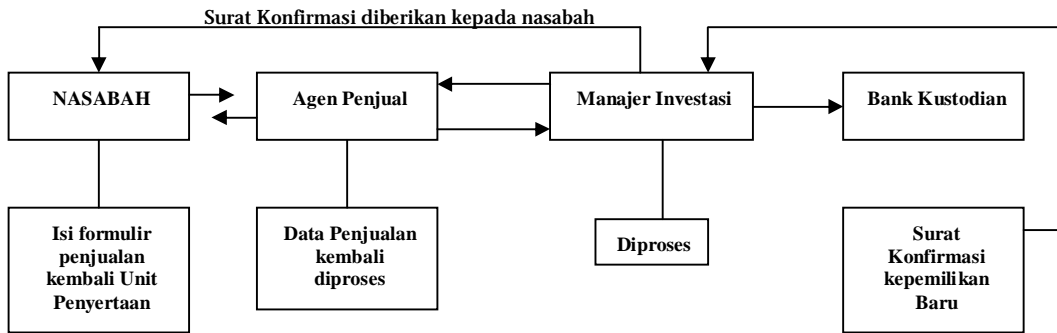 Surat Konfirmasi diberikan kepada nasabah
NASABAH
Agen Penjual
Manajer Investasi
Bank Kustodian
Isi formulir
penjualan
kembali Unit
Penyertaan
Data Penjualan
kembali
diproses
Diproses
Surat
Konfirmasi
kepemilikan
Baru